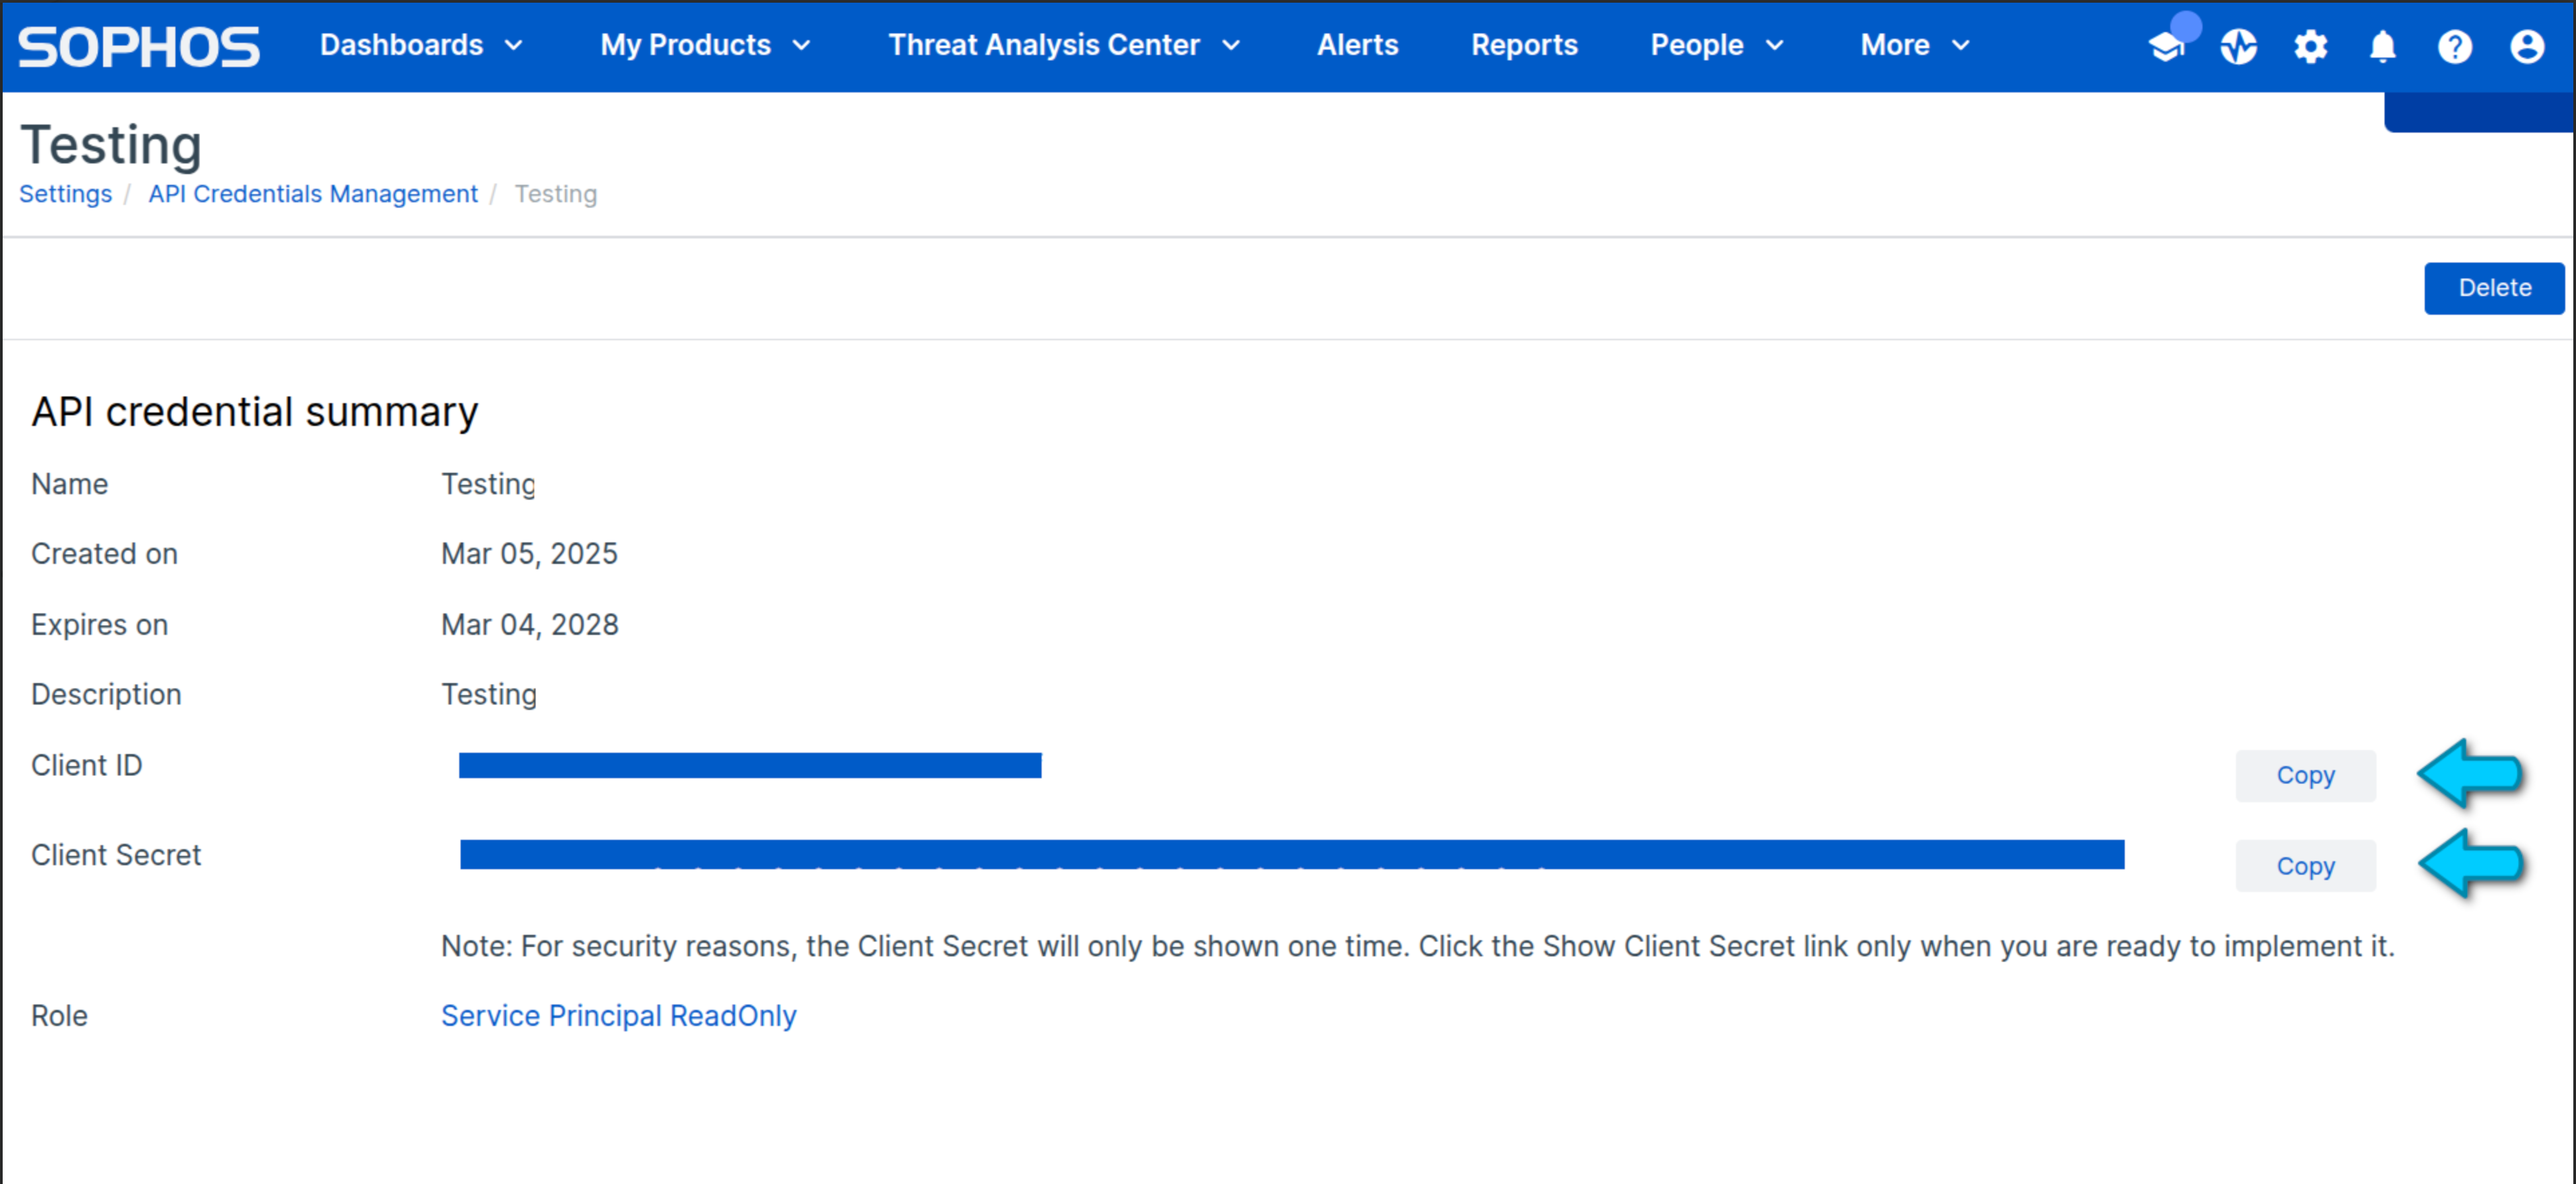 SOPHOS Dashboards My Products Threat Analysis Center Alerts Reports People More
Testing
Settings / API Credentials Management / Testing
Delete
API credential summary
Name Testing
Created on Mar 05, 2025
Expires on Mar 04, 2028
Description Testing
Client ID Copy
Client Secret Copy
Note: For security reasons, the Client Secret will only be shown one time. Click the Show Client Secret link only when you are ready to implement it.
Role Service Principal ReadOnly